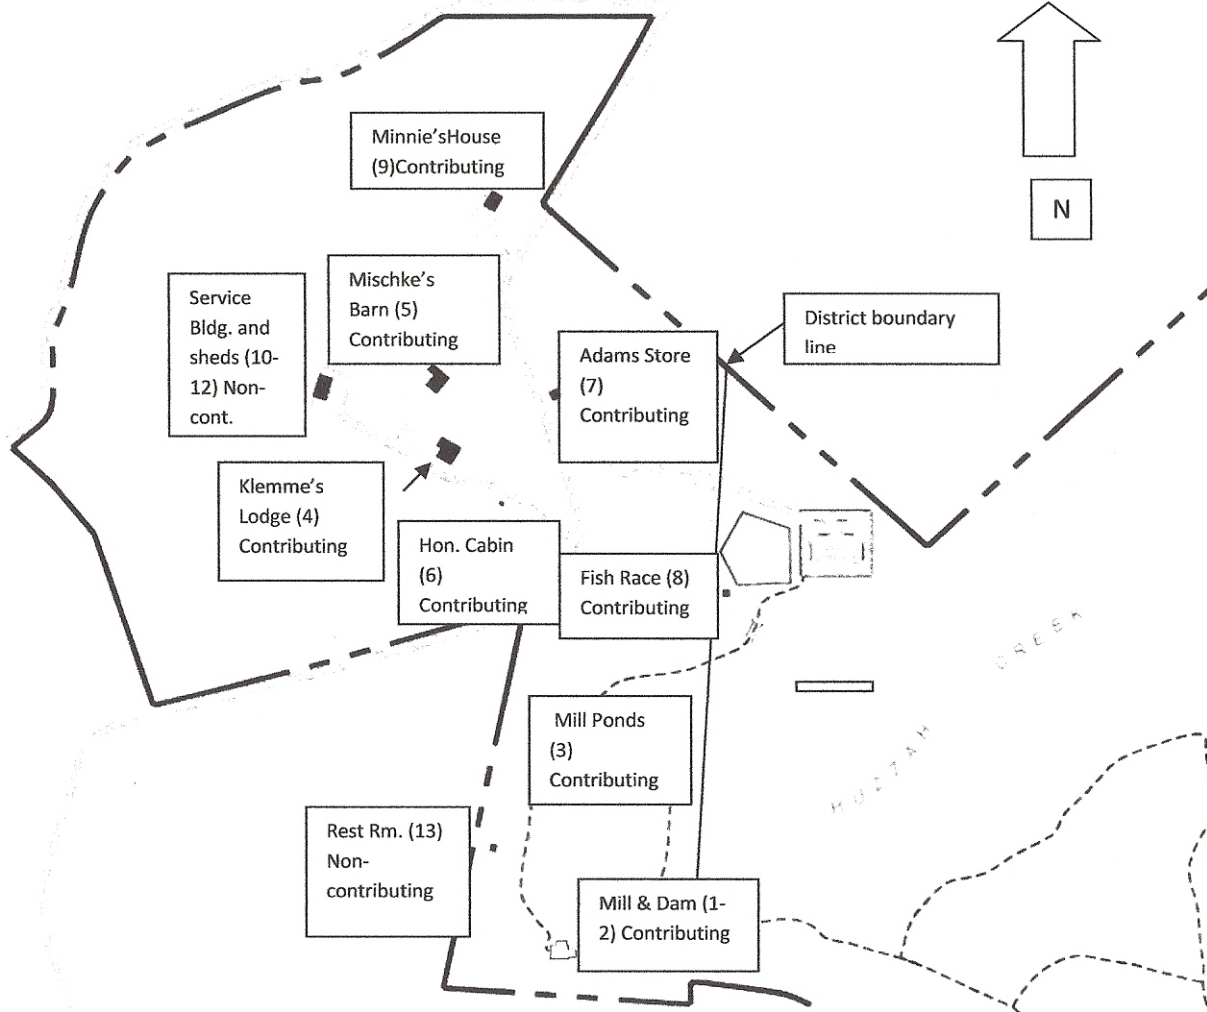 Minnie'sHouse
(9)Contributing
N
Mischke's
Barn (5)
Contributing
Service
Bldg. and
sheds (10-
12) Non-
cont.
District boundary
line
Adams Store
(7)
Contributing
Klemme's
Lodge (4)
Contributing
Hon. Cabin
(6)
Contributing
Fish Race (8)
Contributing
HUZZAH CREEK
Mill Ponds
(3)
Contributing
Rest Rm. (13)
Non-
contributing
Mill & Dam (1-
2) Contributing